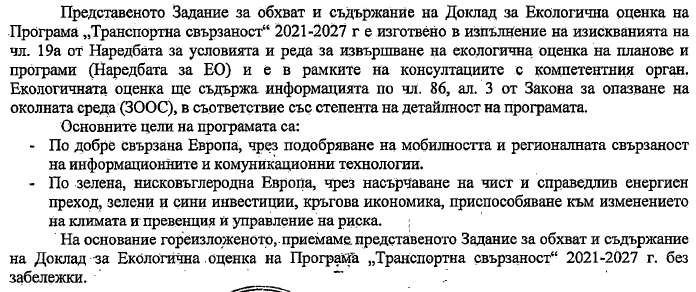 Представеното Задание за обхват и съдържание на Доклад за Екологична оценка на
Програма „Транспортна свързаност“ 2021-2027 г е изготвено в изпълнение на изискванията на
чл. 19а от Наредбата за условията и реда за извършване на екологична оценка на планове и
програми (Наредбата за ЕО) и е в рамките на консултациите с компетентния орган.
Екологичната оценка ще съдържа информацията по чл. 86, ал. 3 от Закона за опазване на
околната среда (ЗООС), в съответствие със степента на детайлност на програмата.
Основните цели на програмата са:
- По добре свързана Европа, чрез подобряване на мобилността и регионалната свързаност
на информационните и комуникационни технологии.
- По зелена, нисковъглеродна Европа, чрез насърчаване на чист и справедлив енергиен
преход, зелени и сини инвестиции, кръгова икономика, приспособяване към изменението
на климата и превенция и управление на риска.
На основание гореизложеното, приемаме представеното Задание за обхват и съдържание
на Доклад за Екологична оценка на Програма „Транспортна свързаност“ 2021-2027 г. без
забележки.